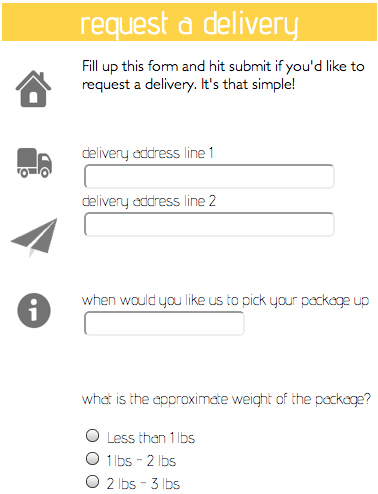 request a delivery
Fill up this form and hit submit if you'd like to
request a delivery. It's that simple!
delivery address line 1
delivery address line 2
when would you like us to pick your package up
what is the approximate weight of the package?
Less than 1 lbs
1 lbs - 2 lbs
2 lbs - 3 lbs